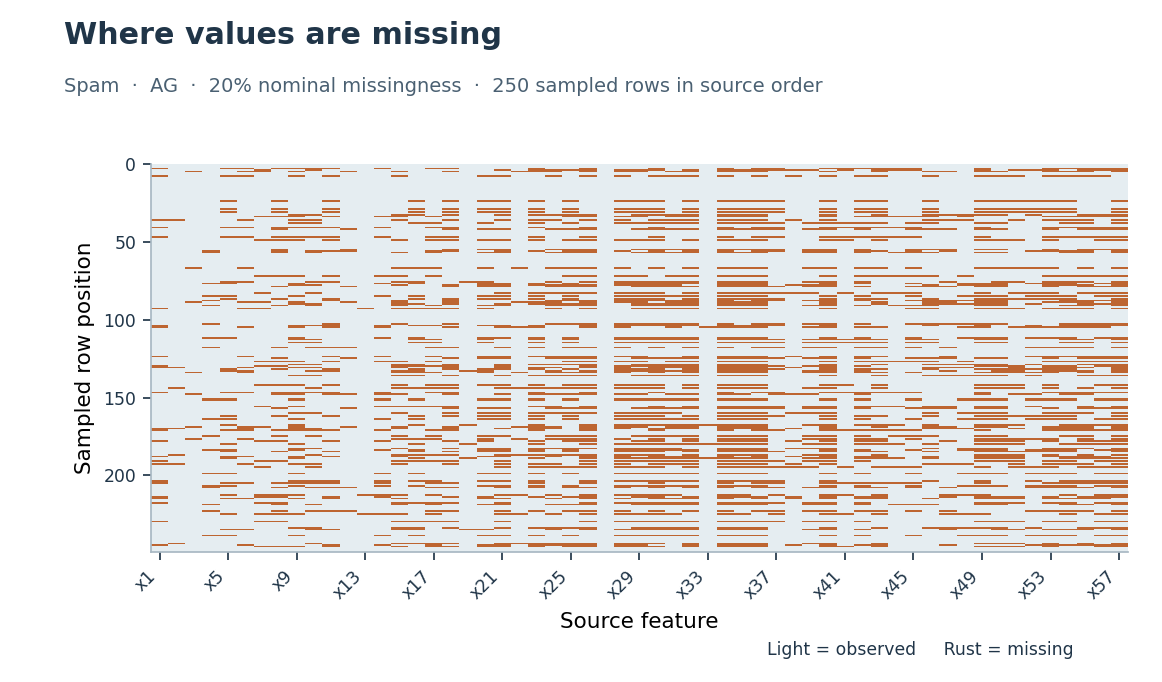 Where values are missing
Spam · AG · 20% nominal missingness · 250 sampled rows in source order
0
50
100
150
200
Sampled row position
x1 x5 x9 x13 x17 x21 x25 x29 x33 x37 x41 x45 x49 x53 x57
Source feature
Light = observed Rust = missing